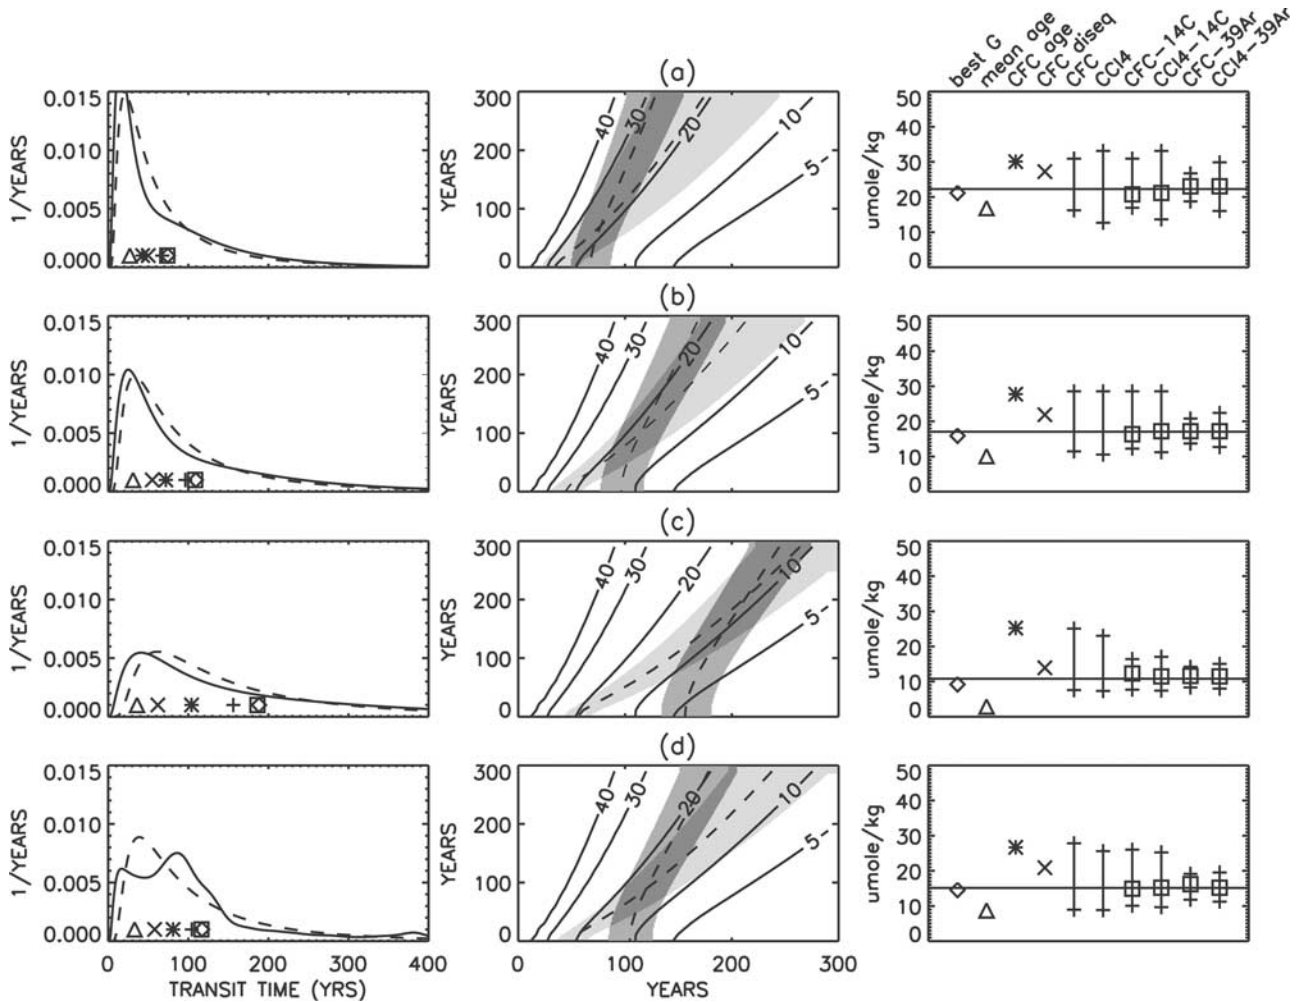 best G
mean age
CFC age
CFC diseq
CFC
CCl4
CFC-14C
CCl4-14C
CFC-39Ar
CCl4-39Ar
(a)
0.015
0.010
0.005
0.000
1/YEARS
300
200
100
0
YEARS
40
30
20
10
5
50
40
30
20
10
0
umole/kg
(b)
0.015
0.010
0.005
0.000
1/YEARS
300
200
100
0
YEARS
40
30
20
10
5
50
40
30
20
10
0
umole/kg
(c)
0.015
0.010
0.005
0.000
1/YEARS
300
200
100
0
YEARS
40
30
20
10
5
50
40
30
20
10
0
umole/kg
(d)
0.015
0.010
0.005
0.000
1/YEARS
300
200
100
0
YEARS
40
30
20
10
5
50
40
30
20
10
0
umole/kg
0 100 200 300 400
TRANSIT TIME (YRS)
0 100 200 300
YEARS